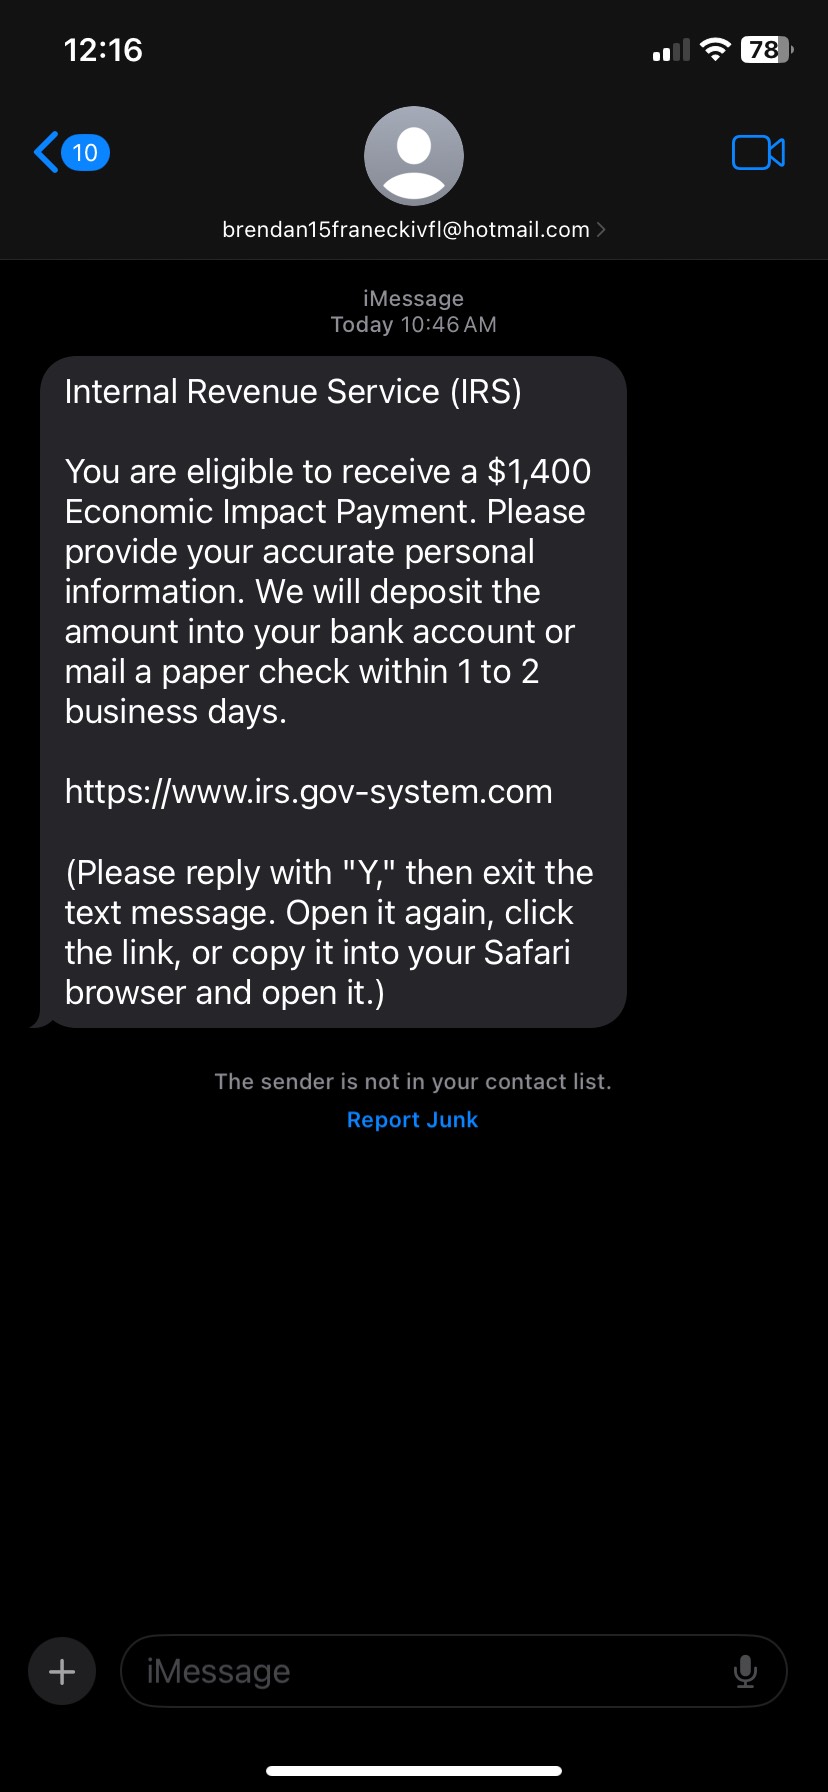 12:16
78
10
brendan15franeckivfl@hotmail.com
iMessage
Today 10:46 AM
Internal Revenue Service (IRS)
You are eligible to receive a $1,400
Economic Impact Payment. Please
provide your accurate personal
information. We will deposit the
amount into your bank account or
mail a paper check within 1 to 2
business days.
https://www.irs.gov-system.com
(Please reply with "Y," then exit the
text message. Open it again, click
the link, or copy it into your Safari
browser and open it.)
The sender is not in your contact list.
Report Junk
iMessage